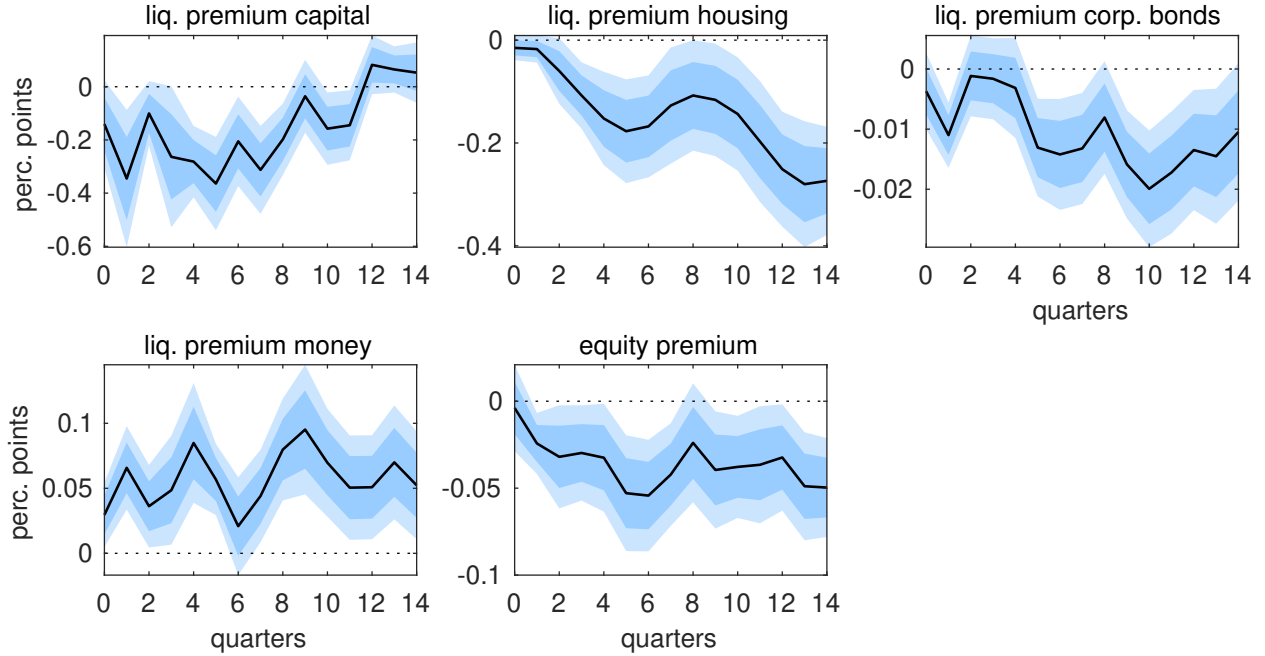 liq. premium capital
perc. points
0
-0.2
-0.4
-0.6
0 2 4 6 8 10 12 14
liq. premium housing
0
-0.2
-0.4
0 2 4 6 8 10 12 14
liq. premium corp. bonds
0
-0.01
-0.02
0 2 4 6 8 10 12 14
quarters
liq. premium money
perc. points
0.1
0.05
0
0 2 4 6 8 10 12 14
quarters
equity premium
0
-0.05
-0.1
0 2 4 6 8 10 12 14
quarters